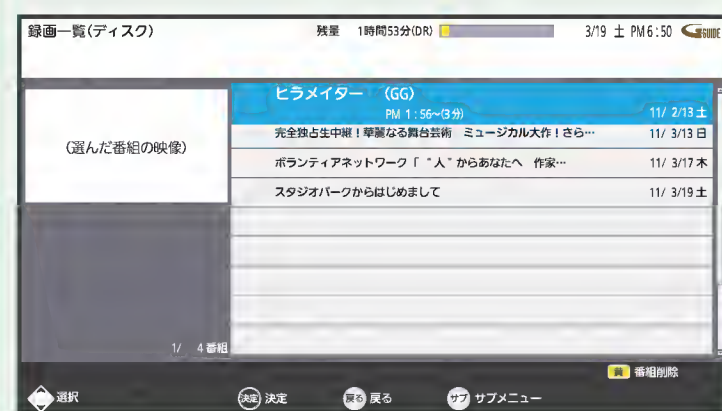 録画一覧(ディスク) 残量 1時間53分(DR) 3/19 土 PM6:50 GGUIDE
ヒラメイター (GG)
PM 1:56~(3分) 11/ 2/13 土
(選んだ番組の映像)
完全独占生中継!華麗なる舞台芸術 ミュージカル大作!さら… 11/ 3/13 日
ボランティアネットワーク「“人”からあなたへ 作家… 11/ 3/17 木
スタジオパークからはじめまして 11/ 3/19 土
1/ 4番組
黄 番組削除
選択 決定 決定 戻る 戻る サブ サブメニュー